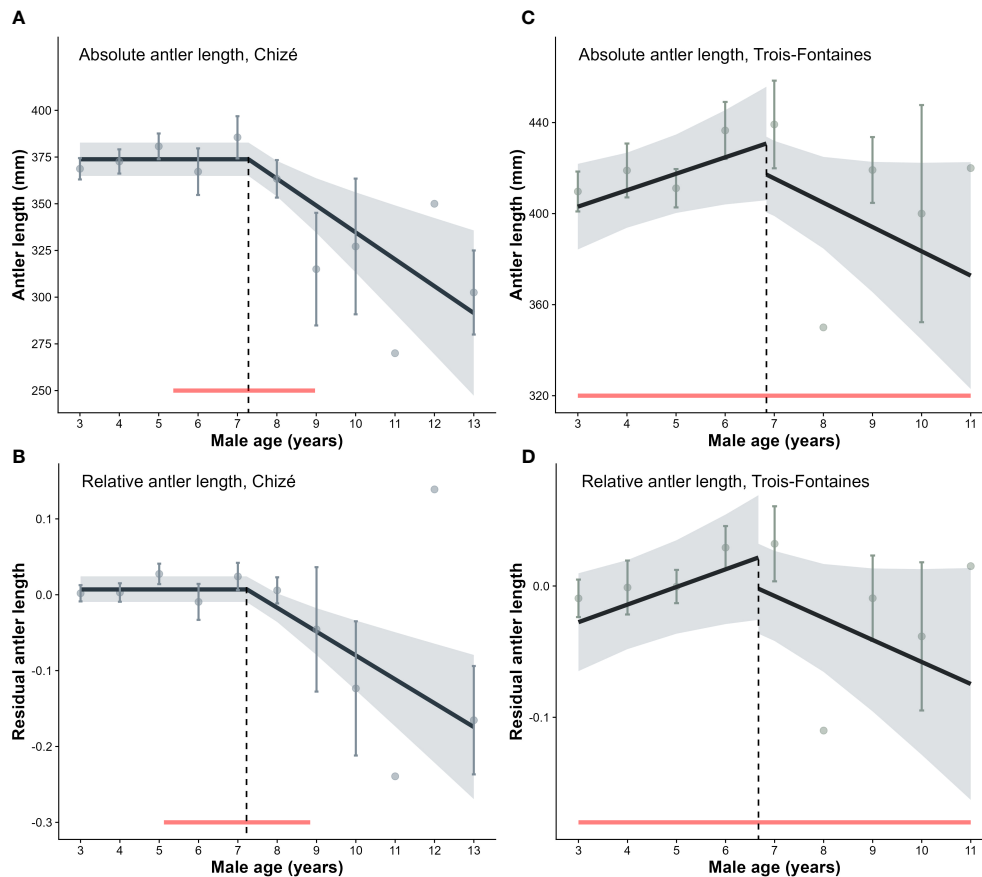 A
Absolute antler length, Chizé
Antler length (mm)
400
375
350
325
300
275
250
3 4 5 6 7 8 9 10 11 12 13
Male age (years)
C
Absolute antler length, Trois-Fontaines
Antler length (mm)
440
400
360
320
3 4 5 6 7 8 9 10 11
Male age (years)
B
Relative antler length, Chizé
Residual antler length
0.1
0.0
-0.1
-0.2
-0.3
3 4 5 6 7 8 9 10 11 12 13
Male age (years)
D
Relative antler length, Trois-Fontaines
Residual antler length
0.0
-0.1
3 4 5 6 7 8 9 10 11
Male age (years)